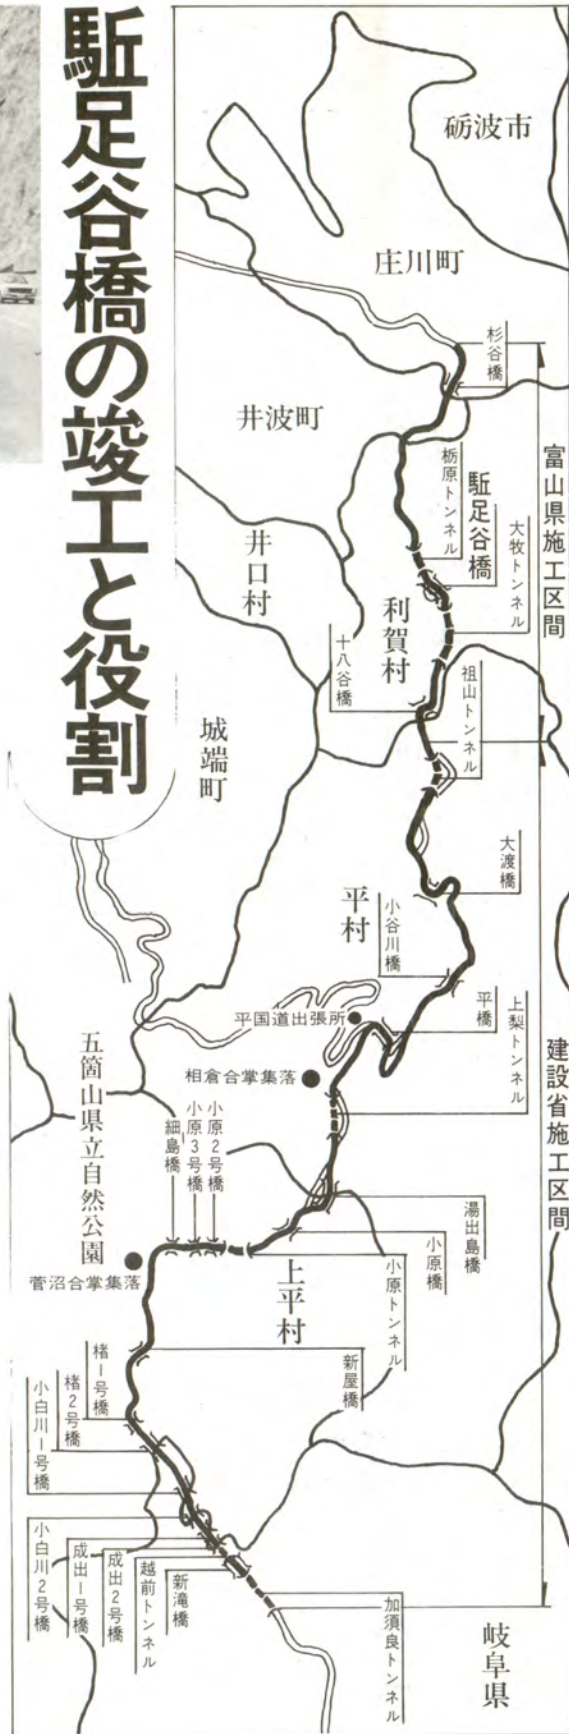 駈足谷橋の竣工と役割
砺波市
庄川町
杉谷橋
井波町
栃原トンネル
駈足谷橋
大牧トンネル
富山県施工区間
井口村
利賀村
十八谷橋
祖山トンネル
城端町
大渡橋
平村
小谷川橋
平橋
上梨トンネル
平国道出張所
相倉合掌集落
建設省施工区間
五箇山県立自然公園
細島橋
小原3号橋
小原2号橋
湯出島橋
小原橋
小原トンネル
菅沼合掌集落
上平村
新屋橋
楮1号橋
楮2号橋
小白川1号橋
小白川2号橋
成出1号橋
成出2号橋
越前トンネル
新滝橋
加須良トンネル
岐阜県